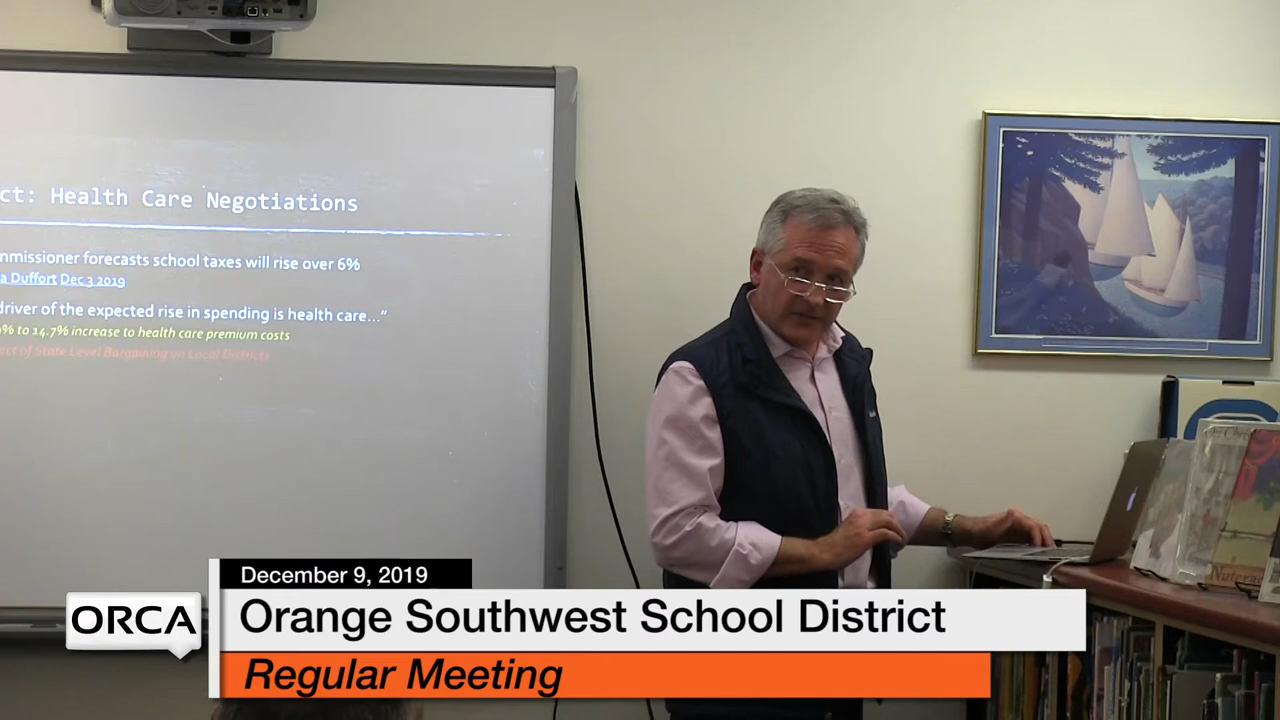 ct: Health Care Negotiations
mmissioner forecasts school taxes will rise over 6%
a Duffort Dec 3 2019
driver of the expected rise in spending is health care..."
% to 14.7% increase to health care premium costs
act of State Level Bargaining on Local Districts
December 9, 2019
ORCA
Orange Southwest School District
Regular Meeting